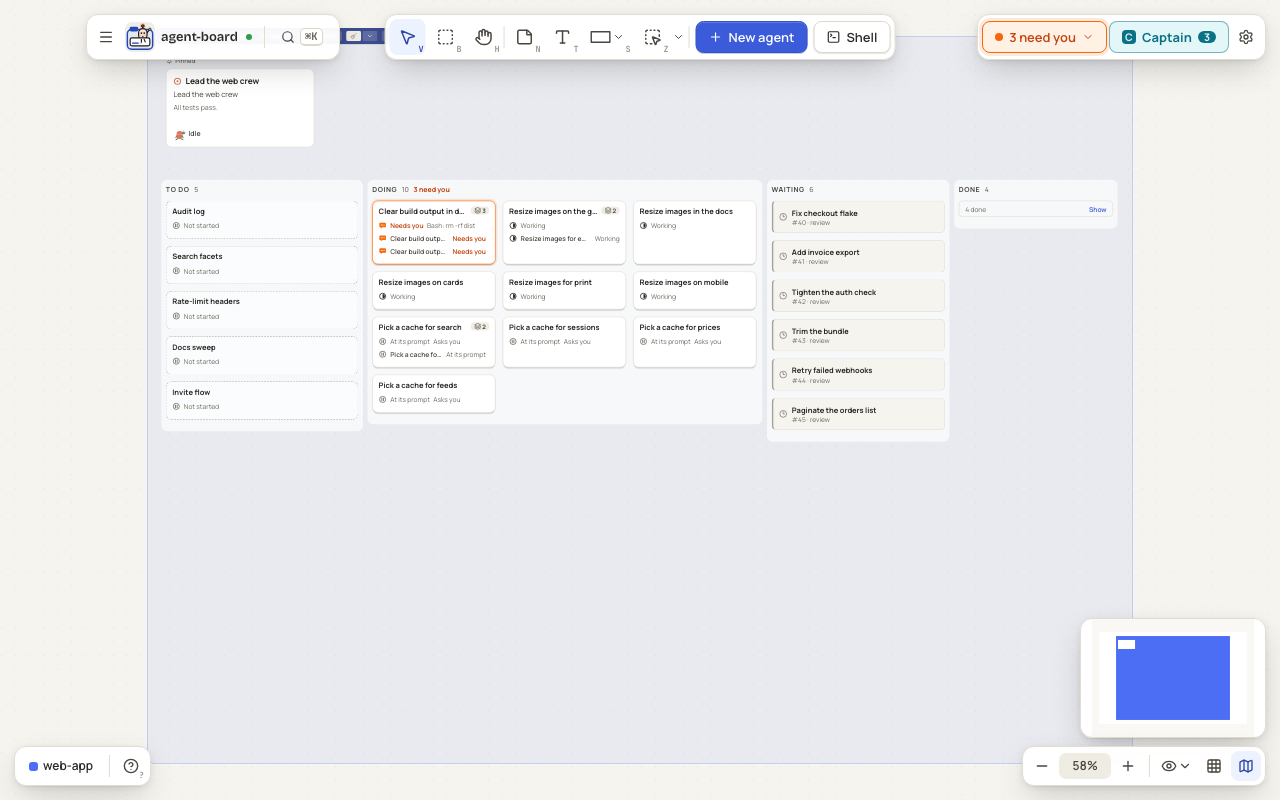 agent-board
⌘K
V
B
H
N
T
S
Z
New agent
Shell
3 need you
C Captain 3
Pinned
Lead the web crew
Lead the web crew
All tests pass.
Idle
TO DO 5
Audit log
Not started
Search facets
Not started
Rate-limit headers
Not started
Docs sweep
Not started
Invite flow
Not started
DOING 10 3 need you
Clear build output in d... 3
Needs you Bash: rm -rf dist
Clear build outp... Needs you
Clear build outp... Needs you
Resize images on the g... 2
Working
Resize images for e... Working
Resize images in the docs
Working
Resize images on cards
Working
Resize images for print
Working
Resize images on mobile
Working
Pick a cache for search 2
At its prompt Asks you
Pick a cache fo... At its prompt
Pick a cache for sessions
At its prompt Asks you
Pick a cache for prices
At its prompt Asks you
Pick a cache for feeds
At its prompt Asks you
WAITING 6
Fix checkout flake
#40 · review
Add invoice export
#41 · review
Tighten the auth check
#42 · review
Trim the bundle
#43 · review
Retry failed webhooks
#44 · review
Paginate the orders list
#45 · review
DONE 4
4 done Show
web-app
?
58%